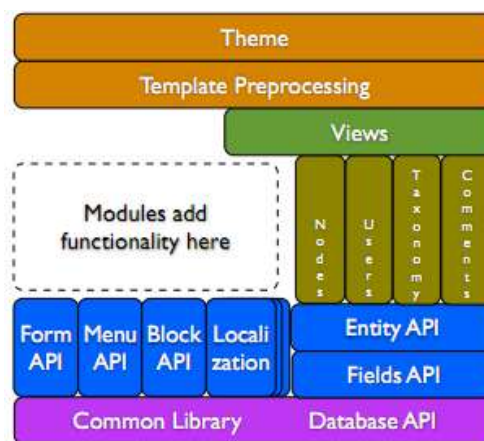 Theme
Template Preprocessing
Views
Modules add
functionality here
Nodes
Users
Taxonomy
Comments
Form
API
Menu
API
Block
API
Locali
zation
Entity API
Fields API
Common Library
Database API